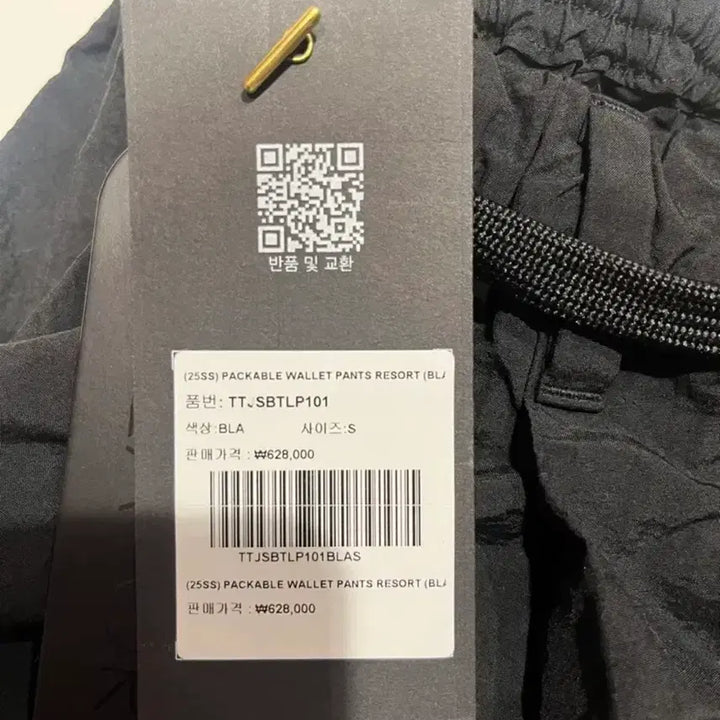 반품 및 교환
(25SS) PACKABLE WALLET PANTS RESORT (BLA
품번: TTJSBTLP101
색상:BLA 사이즈:S
판매가격 : ₩628,000
TTJSBTLP101BLAS
(25SS) PACKABLE WALLET PANTS RESORT (BLA
판매가격 : ₩628,000